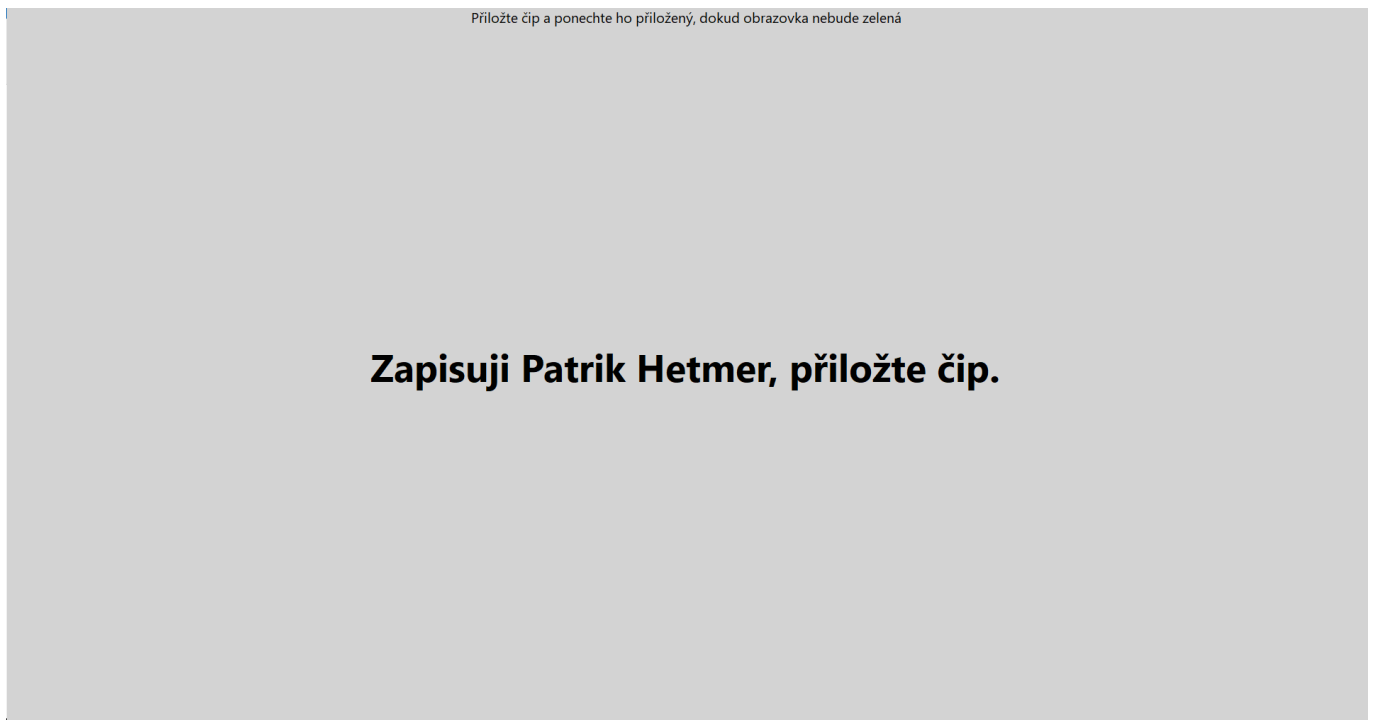 Přiložte čip a ponechte ho přiložený, dokud obrazovka nebude zelená
Zapisuji Patrik Hetmer, přiložte čip.